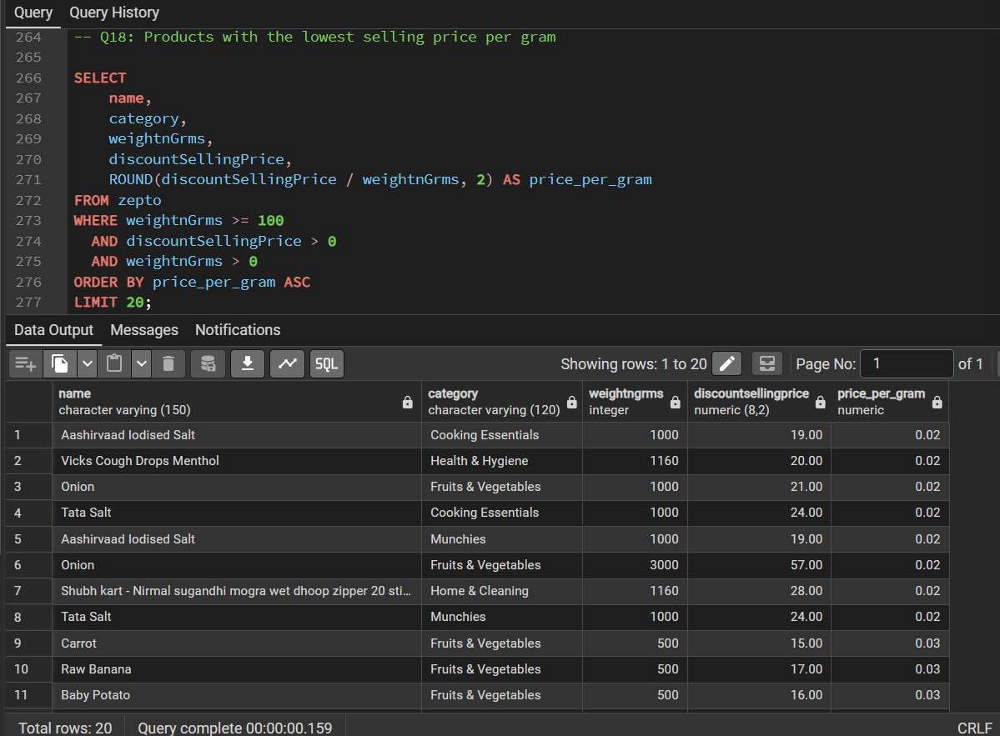 Query Query History
264 -- Q18: Products with the lowest selling price per gram
265
266 SELECT
267 name,
268 category,
269 weightnGrms,
270 discountSellingPrice,
271 ROUND(discountSellingPrice / weightnGrms, 2) AS price_per_gram
272 FROM zepto
273 WHERE weightnGrms >= 100
274 AND discountSellingPrice > 0
275 AND weightnGrms > 0
276 ORDER BY price_per_gram ASC
277 LIMIT 20;
Data Output Messages Notifications
SQL Showing rows: 1 to 20 Page No: 1 of 1
name category weightngrms discountsellingprice price_per_gram
character varying (150) character varying (120) integer numeric (8,2) numeric
1 Aashirvaad Iodised Salt Cooking Essentials 1000 19.00 0.02
2 Vicks Cough Drops Menthol Health & Hygiene 1160 20.00 0.02
3 Onion Fruits & Vegetables 1000 21.00 0.02
4 Tata Salt Cooking Essentials 1000 24.00 0.02
5 Aashirvaad Iodised Salt Munchies 1000 19.00 0.02
6 Onion Fruits & Vegetables 3000 57.00 0.02
7 Shubh kart - Nirmal sugandhi mogra wet dhoop zipper 20 sti... Home & Cleaning 1160 28.00 0.02
8 Tata Salt Munchies 1000 24.00 0.02
9 Carrot Fruits & Vegetables 500 15.00 0.03
10 Raw Banana Fruits & Vegetables 500 17.00 0.03
11 Baby Potato Fruits & Vegetables 500 16.00 0.03
Total rows: 20 Query complete 00:00:00.159 CRLF